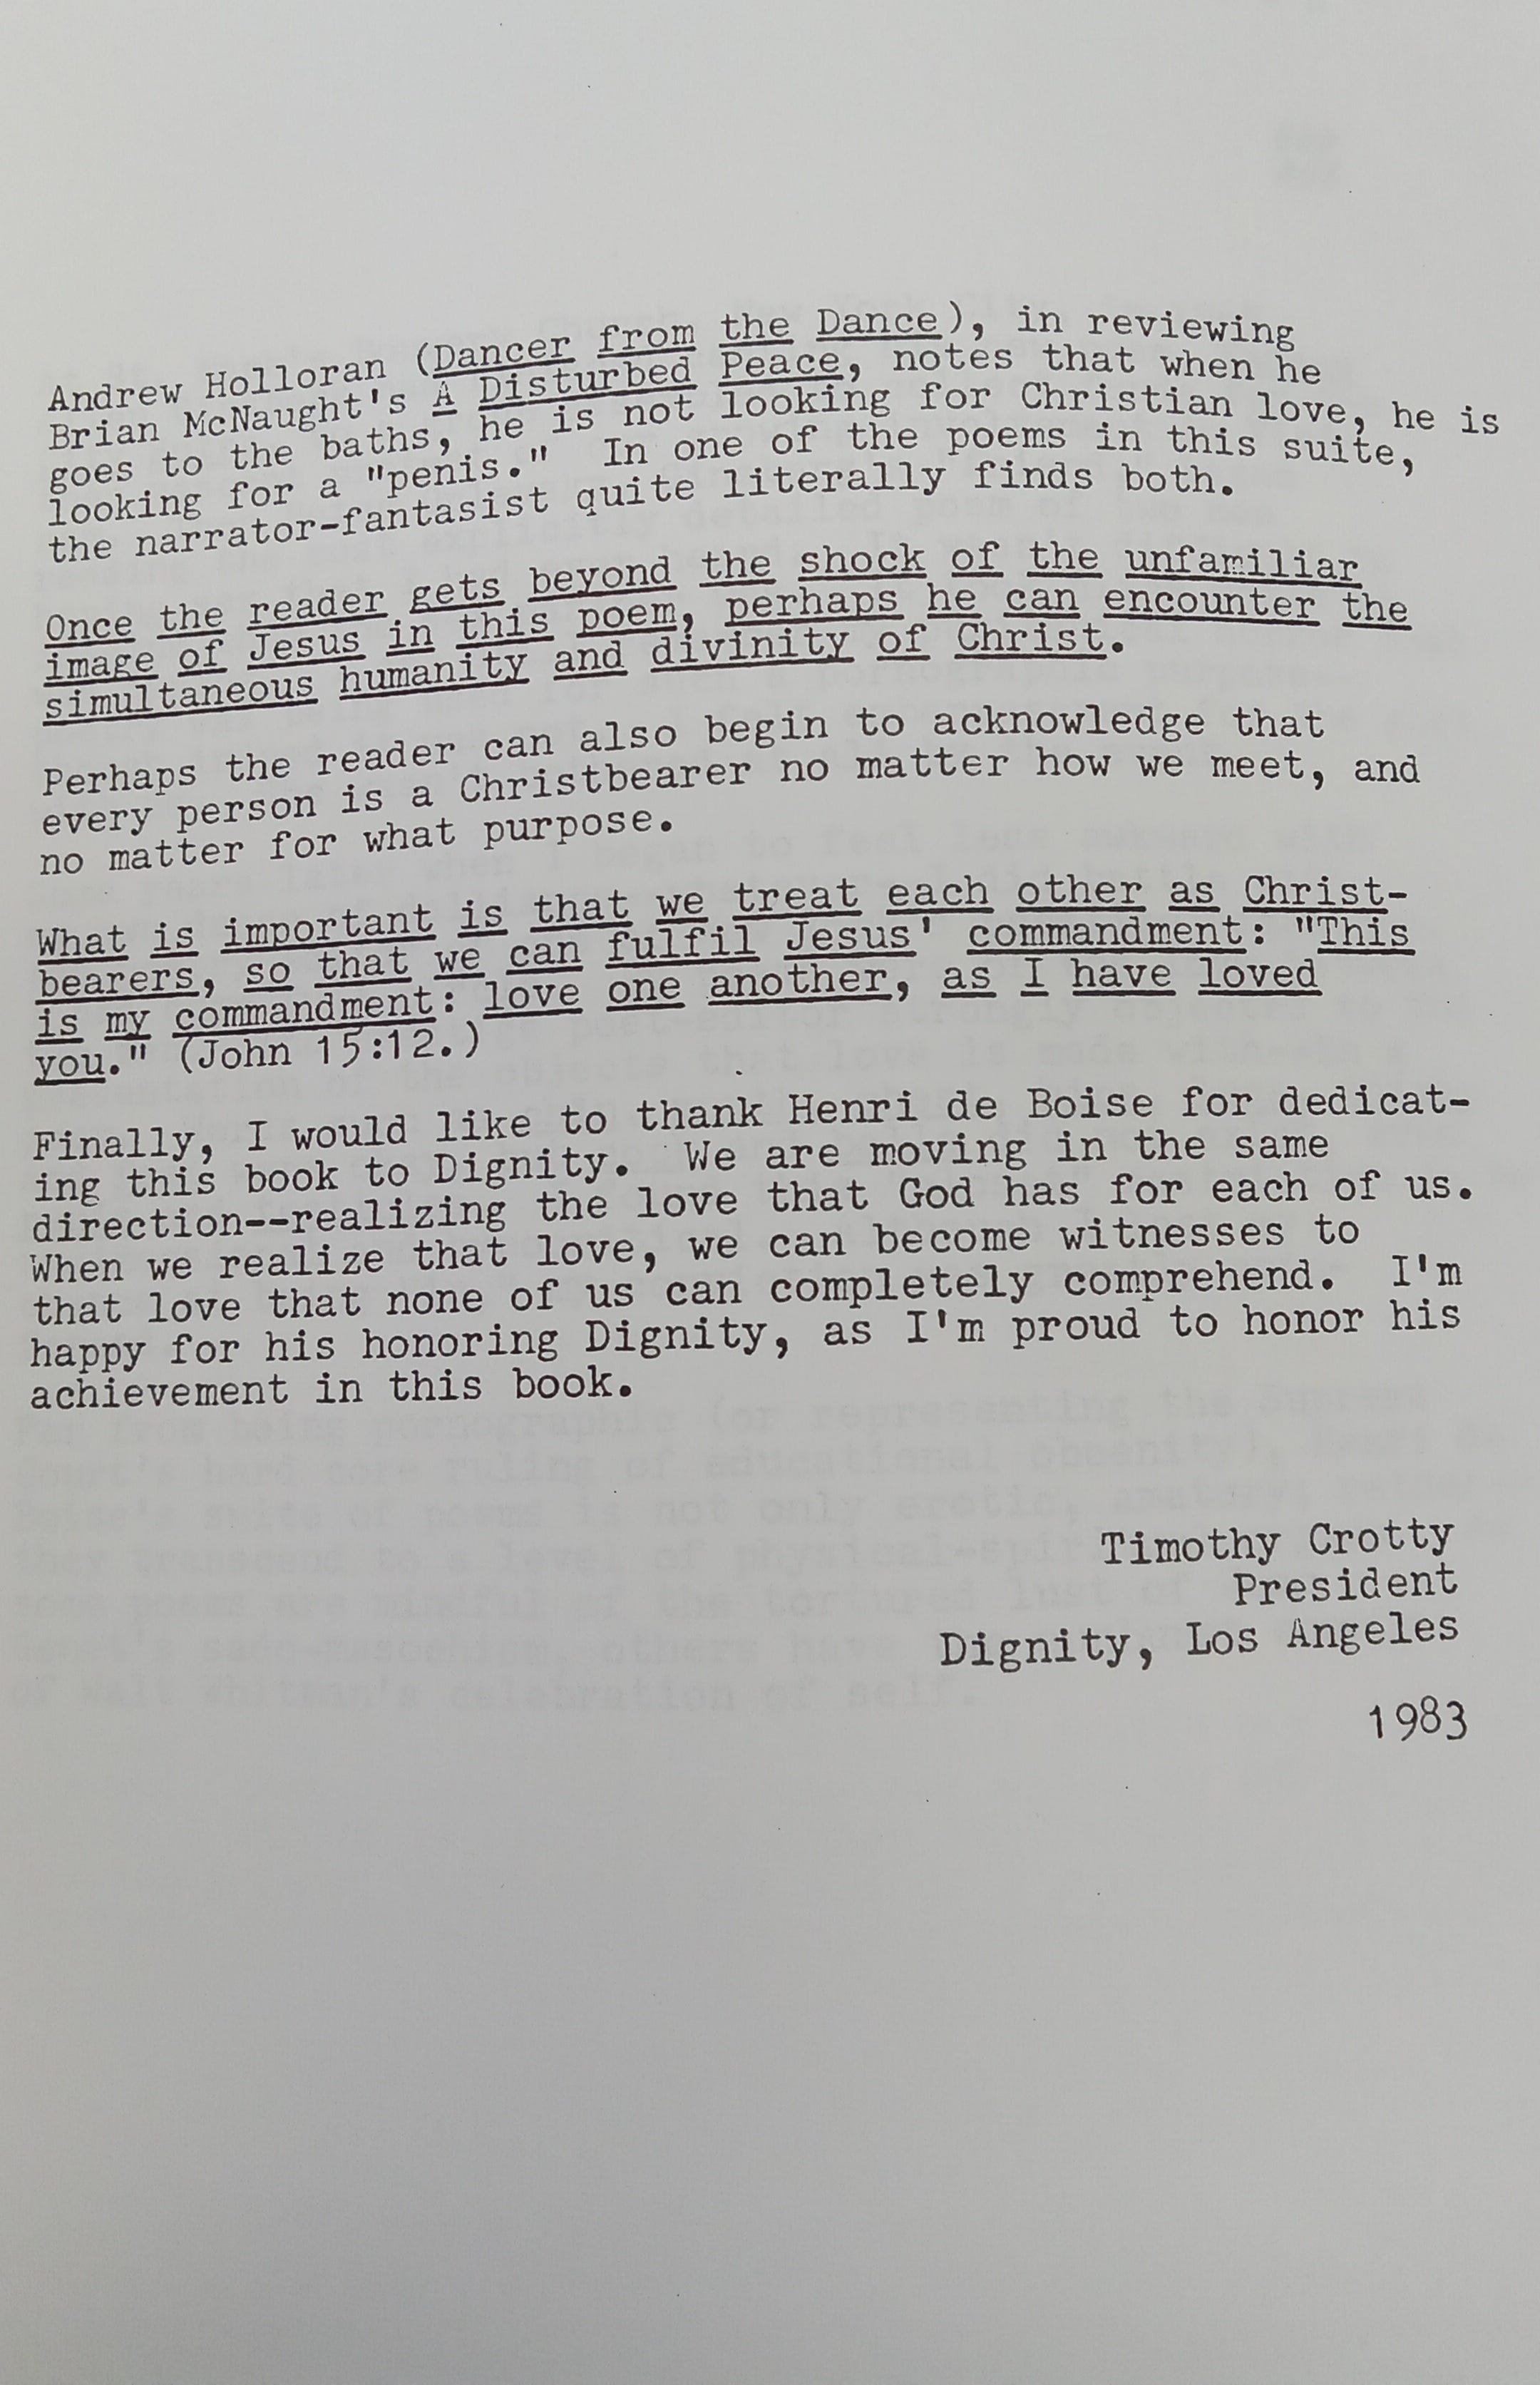 Andrew Holloran (Dancer from the Dance), in reviewing
Brian McNaught's A Disturbed Peace, notes that when he
goes to the baths, he is not looking for Christian love, he is
looking for a "penis." In one of the poems in this suite,
the narrator-fantasist quite literally finds both.
Once the reader gets beyond the shock of the unfamiliar
image of Jesus in this poem, perhaps he can encounter the
simultaneous humanity and divinity of Christ.
Perhaps the reader can also begin to acknowledge that
every person is a Christbearer no matter how we meet, and
no matter for what purpose.
What is important is that we treat each other as Christ-
bearers, so that we can fulfil Jesus' commandment: "This
is my commandment: love one another, as I have loved
you." (John 15:12.)
Finally, I would like to thank Henri de Boise for dedicat-
ing this book to Dignity. We are moving in the same
direction--realizing the love that God has for each of us.
When we realize that love, we can become witnesses to
that love that none of us can completely comprehend. I'm
happy for his honoring Dignity, as I'm proud to honor his
achievement in this book.
Timothy Crotty
President
Dignity, Los Angeles
1983